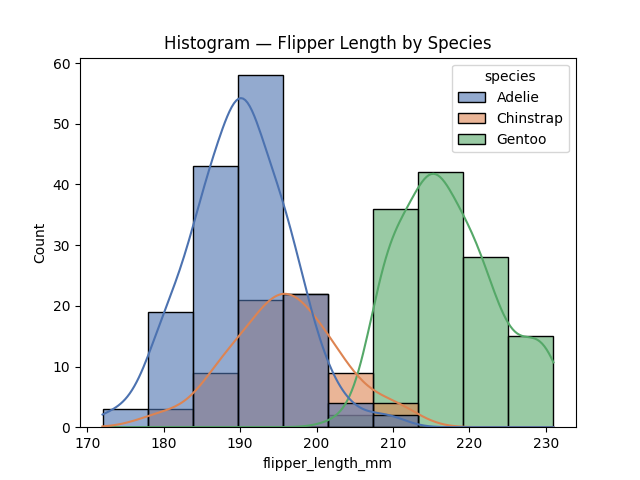 Histogram — Flipper Length by Species
species
Adelie
Chinstrap
Gentoo
60
50
40
30
20
10
0
Count
170 180 190 200 210 220 230
flipper_length_mm